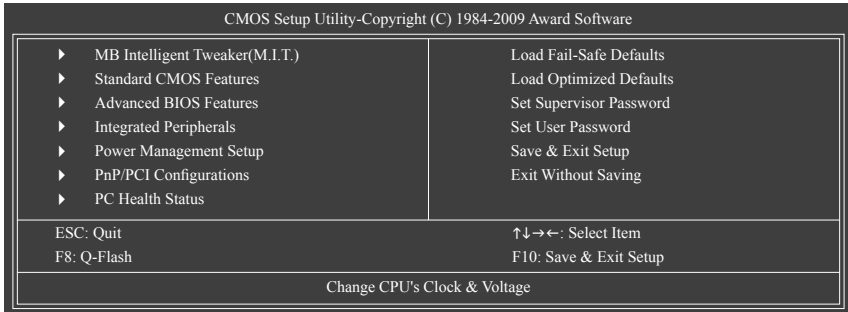 CMOS Setup Utility-Copyright (C) 1984-2009 Award Software
MB Intelligent Tweaker(M.I.T.)
Standard CMOS Features
Advanced BIOS Features
Integrated Peripherals
Power Management Setup
PnP/PCI Configurations
PC Health Status
Load Fail-Safe Defaults
Load Optimized Defaults
Set Supervisor Password
Set User Password
Save & Exit Setup
Exit Without Saving
ESC: Quit
F8: Q-Flash
↑↓→←: Select Item
F10: Save & Exit Setup
Change CPU's Clock & Voltage